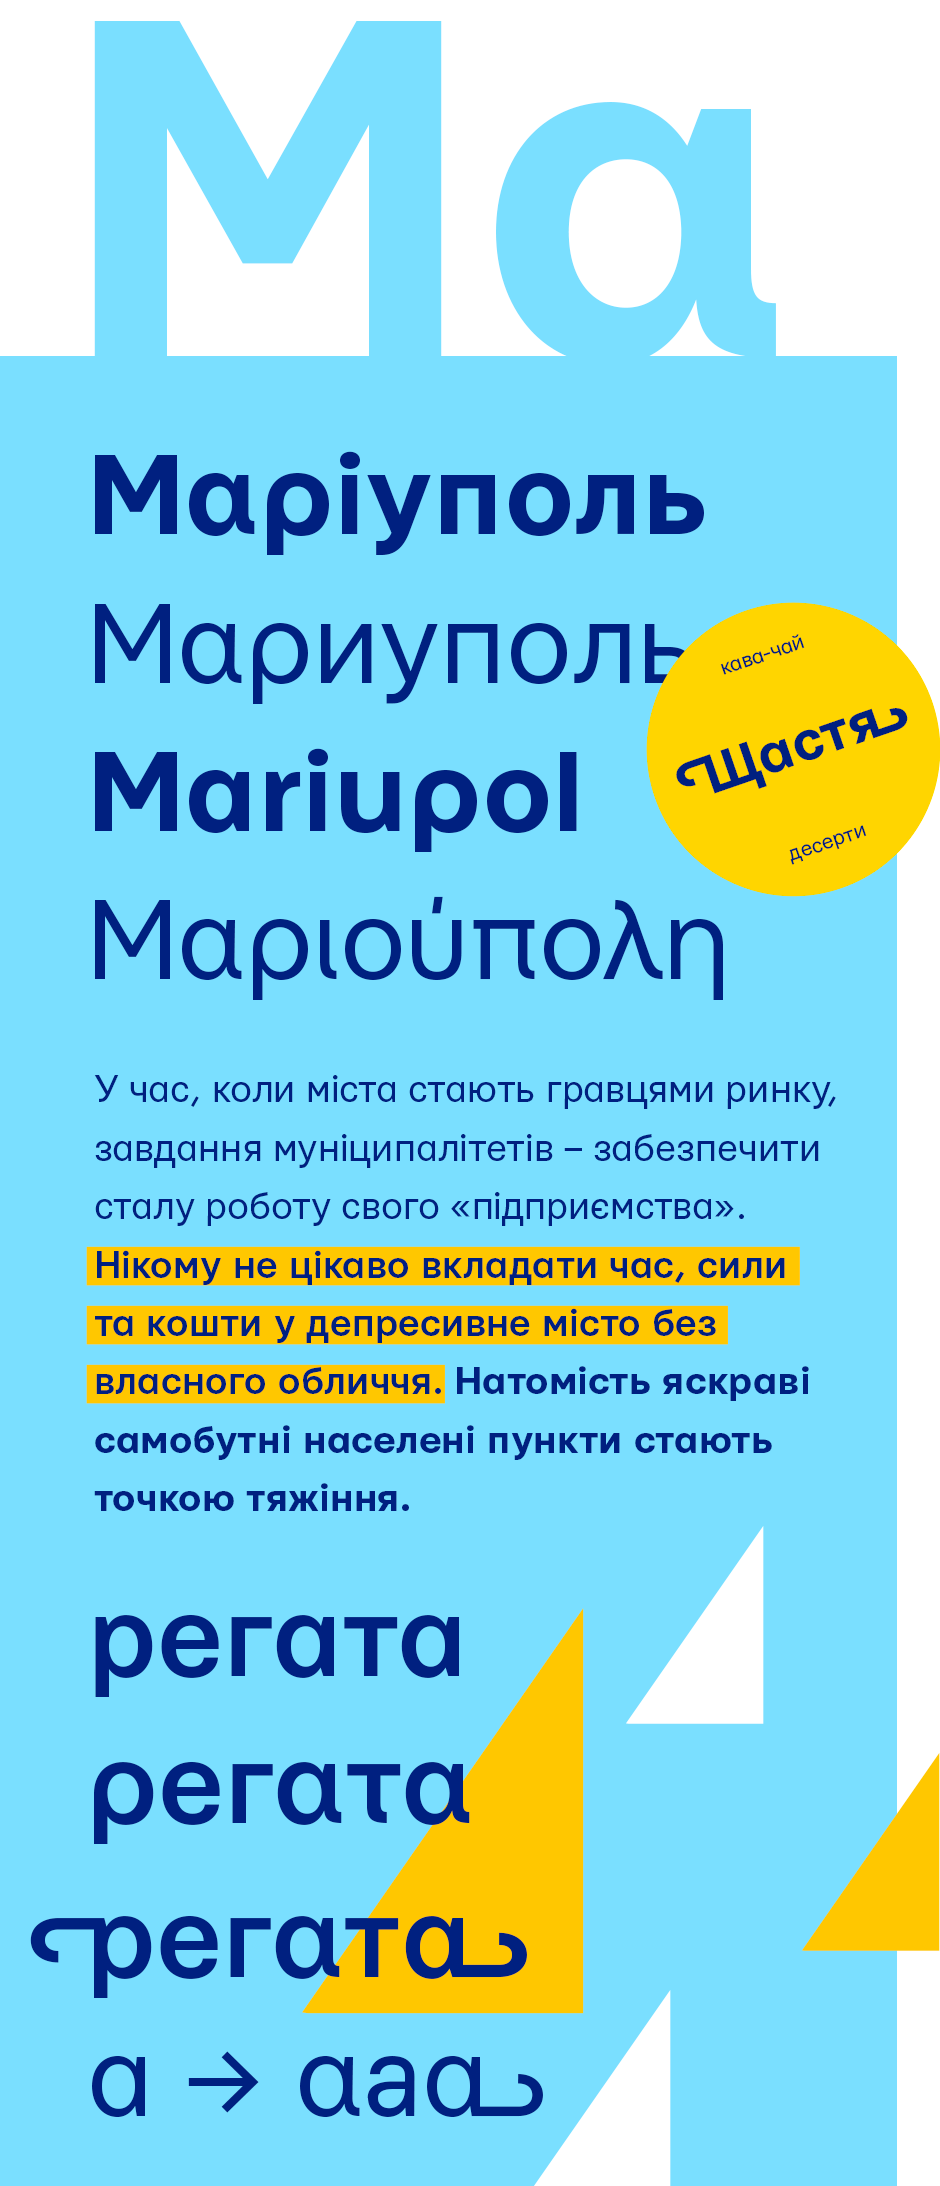 Ма
Маріуполь
Мариуполь
кава-чай
Щастя
Mariupol
десерти
Μαριούπολη
У час, коли міста стають гравцями ринку,
завдання муніципалітетів – забезпечити
сталу роботу свого «підприємства».
Нікому не цікаво вкладати час, сили
та кошти у депресивне місто без
власного обличчя. Натомість яскраві
самобутні населені пункти стають
точкою тяжіння.
регата
регата
регата
а → ааа